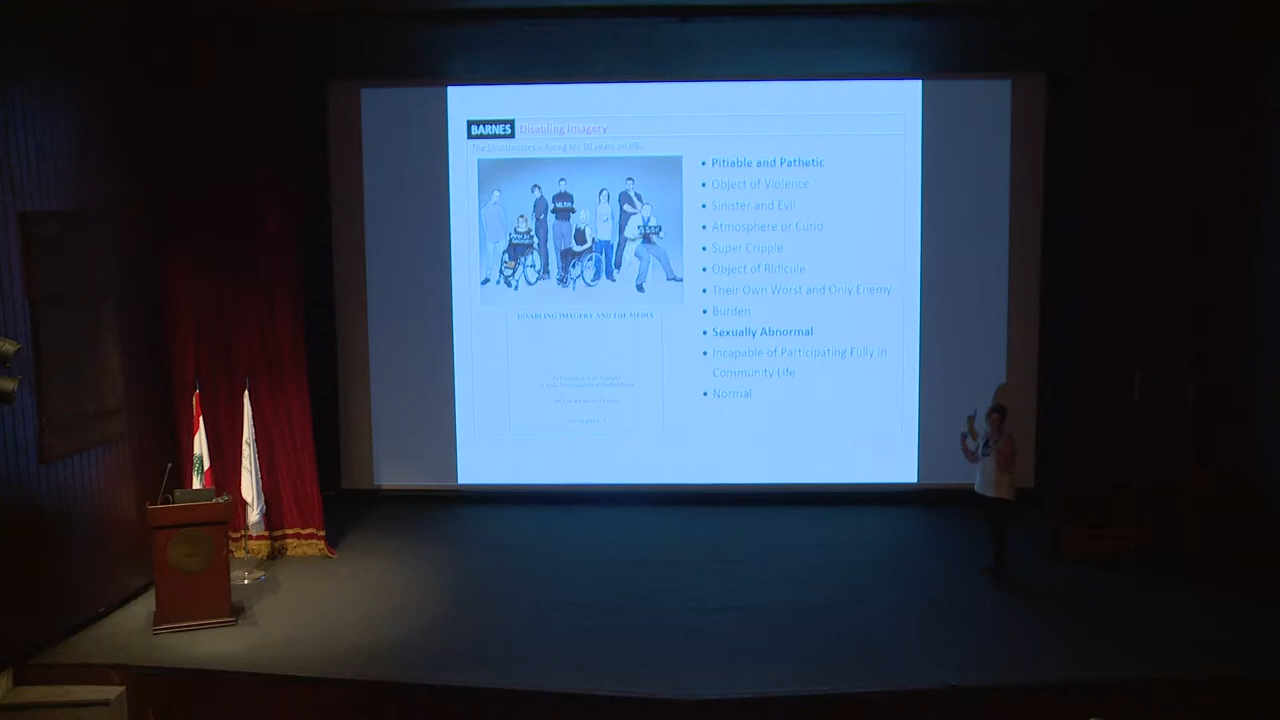 BARNES Disabling Imagery
The Undateables – Airing for 10 years on BBC
DISABLING IMAGERY AND THE MEDIA
• Pitiable and Pathetic
• Object of Violence
• Sinister and Evil
• Atmosphere or Curio
• Super Cripple
• Object of Ridicule
• Their Own Worst and Only Enemy
• Burden
• Sexually Abnormal
• Incapable of Participating Fully in
Community Life
• Normal